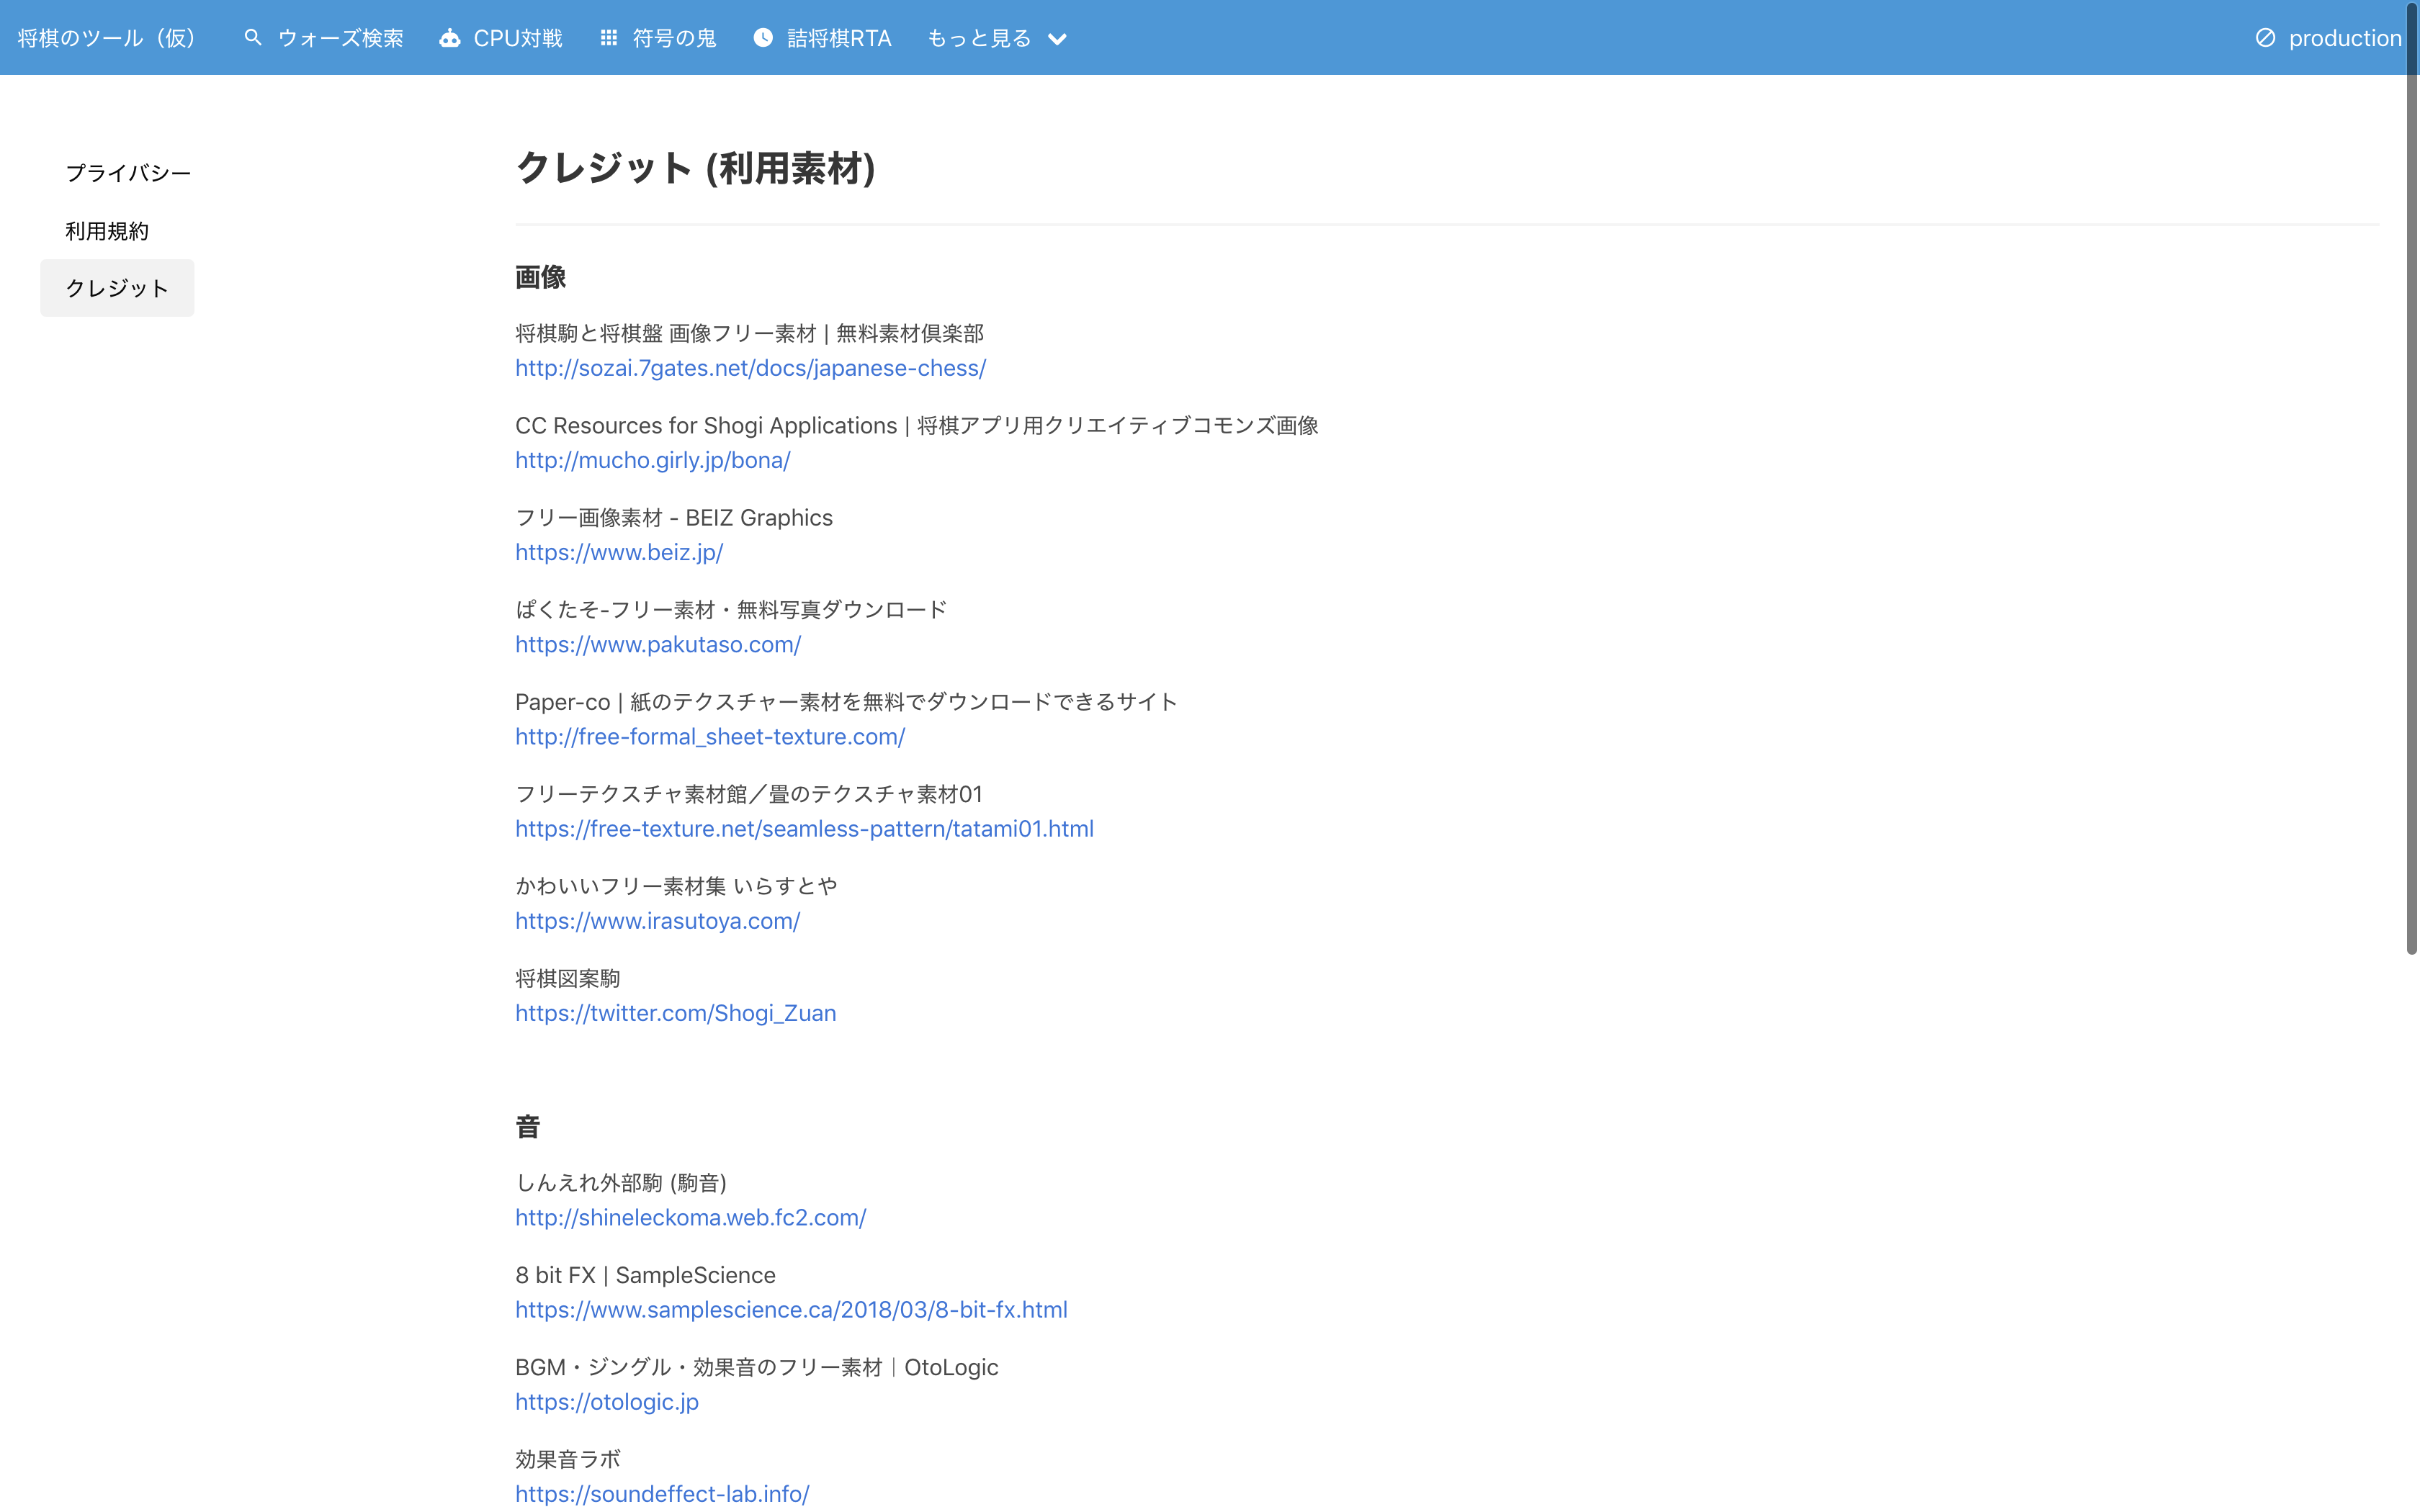 将棋のツール（仮）
ウォーズ検索
CPU対戦
符号の鬼
詰将棋RTA
もっと見る
production
プライバシー
利用規約
クレジット
クレジット (利用素材)
画像
将棋駒と将棋盤 画像フリー素材 | 無料素材倶楽部
http://sozai.7gates.net/docs/japanese-chess/
CC Resources for Shogi Applications | 将棋アプリ用クリエイティブコモンズ画像
http://mucho.girly.jp/bona/
フリー画像素材 - BEIZ Graphics
https://www.beiz.jp/
ぱくたそ-フリー素材・無料写真ダウンロード
https://www.pakutaso.com/
Paper-co | 紙のテクスチャー素材を無料でダウンロードできるサイト
http://free-formal_sheet-texture.com/
フリーテクスチャ素材館／畳のテクスチャ素材01
https://free-texture.net/seamless-pattern/tatami01.html
かわいいフリー素材集 いらすとや
https://www.irasutoya.com/
将棋図案駒
https://twitter.com/Shogi_Zuan
音
しんえれ外部駒 (駒音)
http://shineleckoma.web.fc2.com/
8 bit FX | SampleScience
https://www.samplescience.ca/2018/03/8-bit-fx.html
BGM・ジングル・効果音のフリー素材｜OtoLogic
https://otologic.jp
効果音ラボ
https://soundeffect-lab.info/